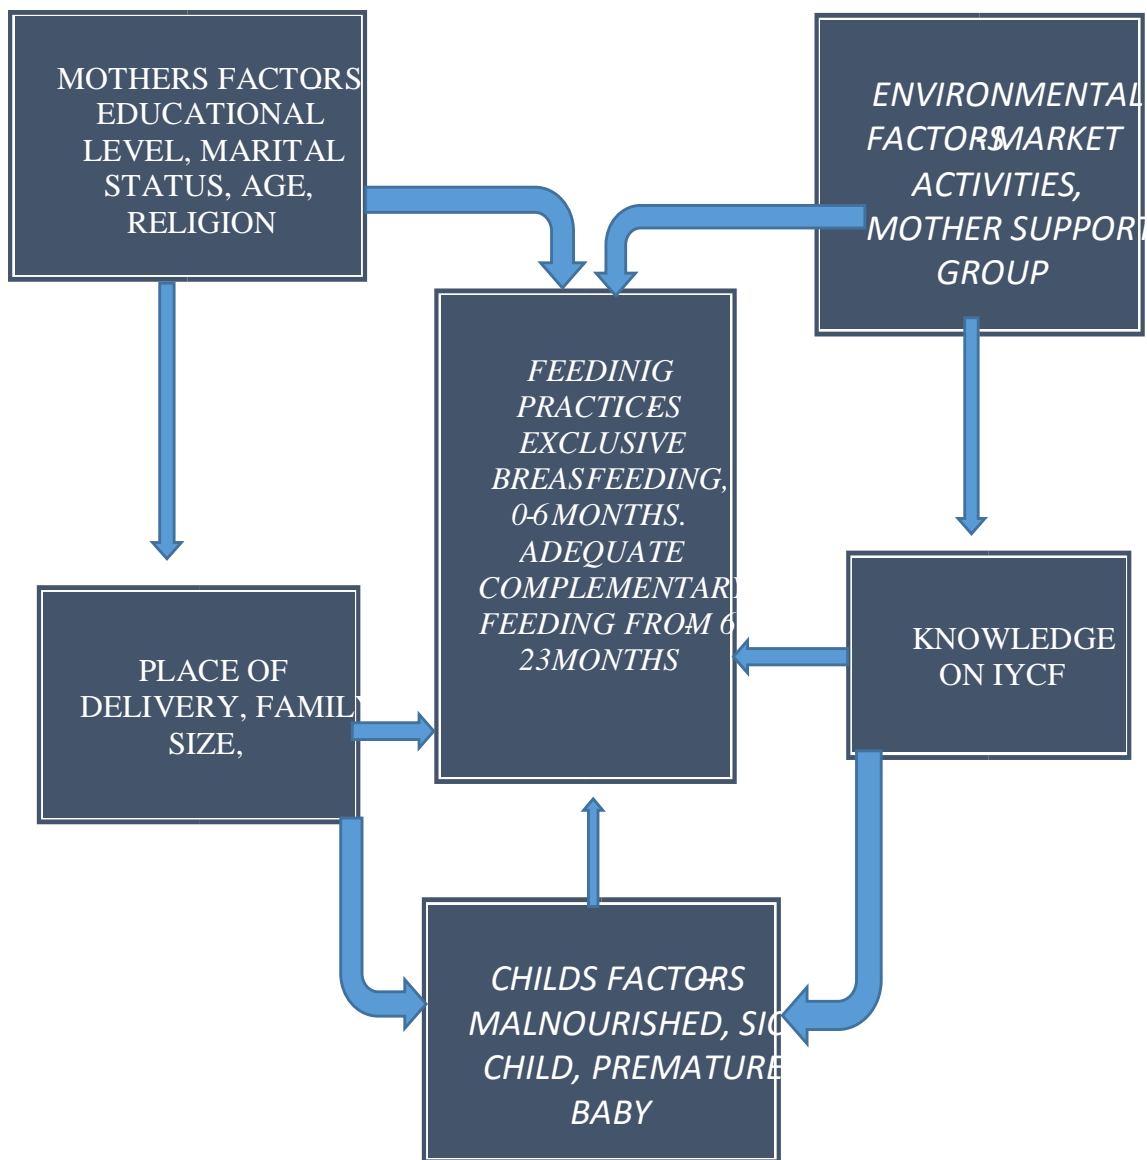 MOTHERS FACTORS-
EDUCATIONAL
LEVEL, MARITAL
STATUS, AGE,
RELIGION
ENVIRONMENTAL
FACTORS-MARKET
ACTIVITIES,
MOTHER SUPPORT
GROUP
FEEDINIG
PRACTICES-
EXCLUSIVE
BREASFEEDING,
0-6MONTHS.
ADEQUATE
COMPLEMENTARY
FEEDING FROM 6-
23MONTHS
PLACE OF
DELIVERY, FAMILY
SIZE,
KNOWLEDGE
ON IYCF
CHILDS FACTORS-
MALNOURISHED,
CHILD, PREMATURE
BABY